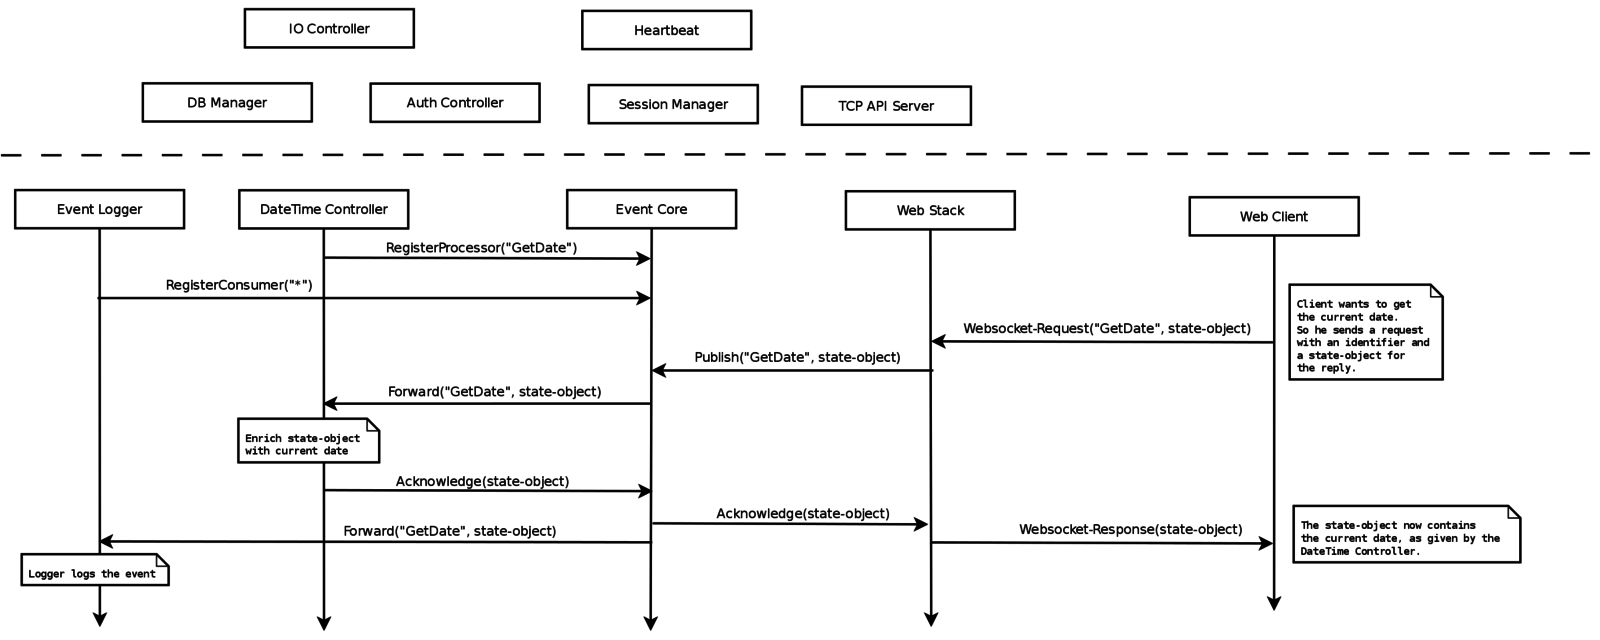 IO Controller
Heartbeat
DB Manager
Auth Controller
Session Manager
TCP API Server
Event Logger
DateTime Controller
Event Core
Web Stack
Web Client
RegisterProcessor("GetDate")
RegisterConsumer("*")
Client wants to get
the current date.
So he sends a request
with an identifier and
a state-object for
the reply.
Websocket-Request("GetDate", state-object)
Publish("GetDate", state-object)
Forward("GetDate", state-object)
Enrich state-object
with current date
Acknowledge(state-object)
Acknowledge(state-object)
Forward("GetDate", state-object)
Websocket-Response(state-object)
The state-object now contains
the current date, as given by the
DateTime Controller.
Logger logs the event